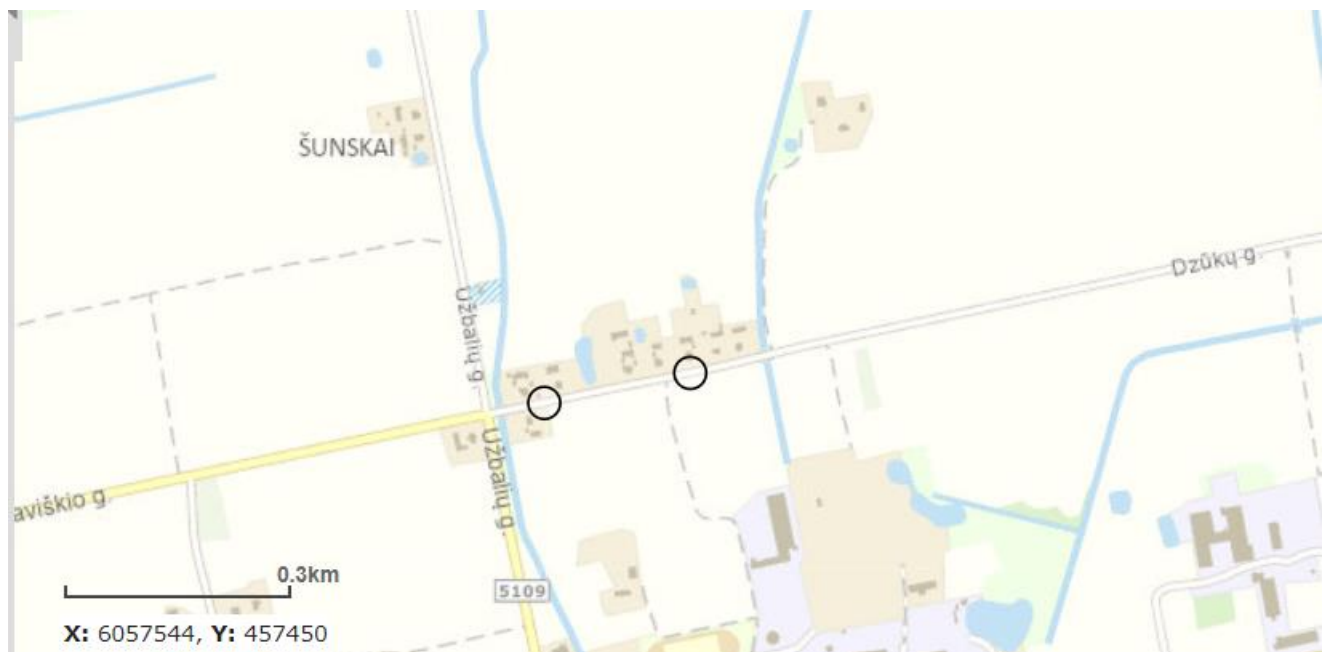 ŠUNSKAI
Dzūkų g.
Užbalių g.
Užbalių g.
aviškio g.
0.3km
5109
X: 6057544, Y: 457450